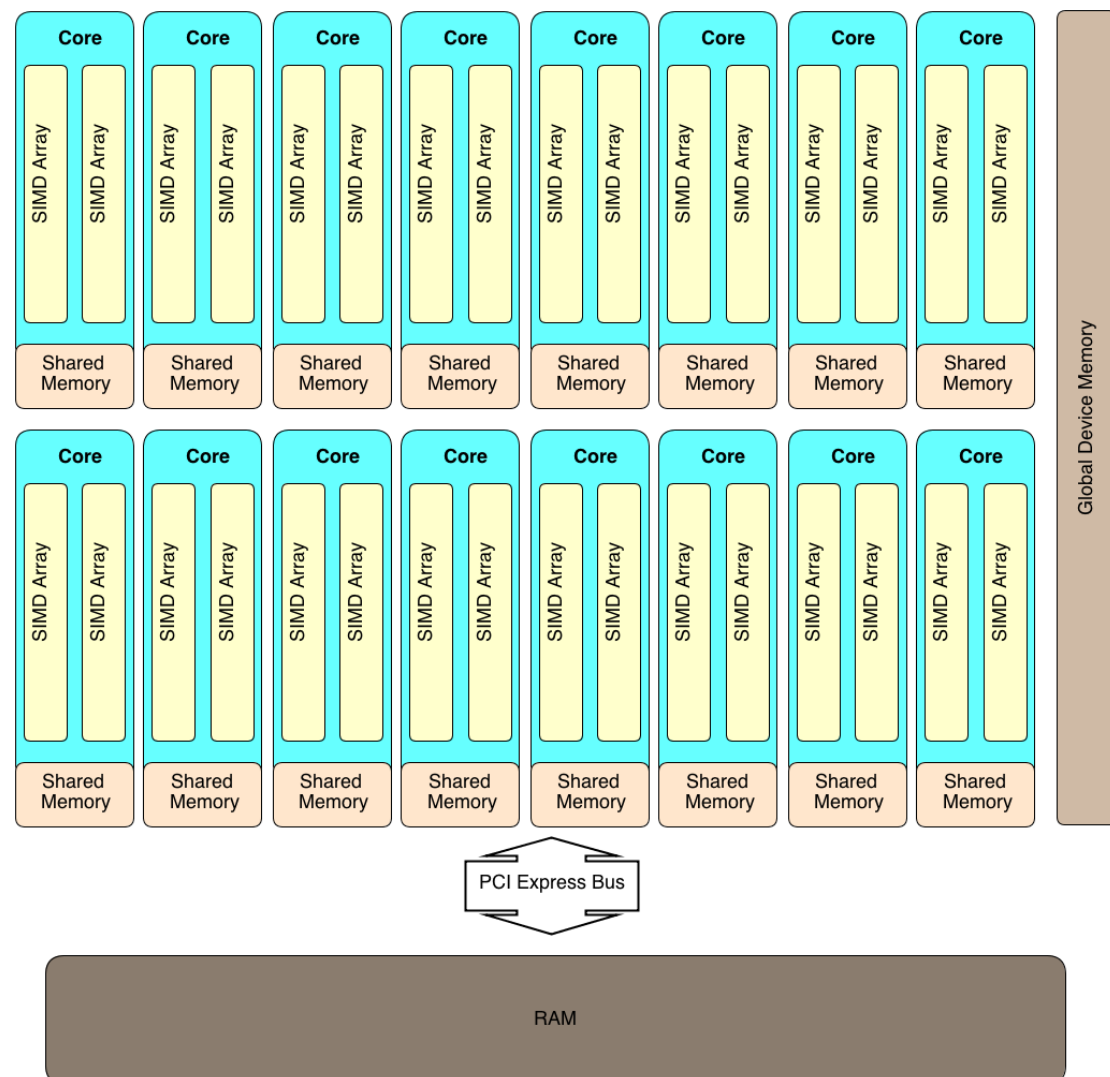 Core Core Core Core Core Core Core Core
SIMD Array SIMD Array SIMD Array SIMD Array SIMD Array SIMD Array SIMD Array SIMD Array SIMD Array SIMD Array SIMD Array SIMD Array SIMD Array SIMD Array SIMD Array SIMD Array
Shared Shared Shared Shared Shared Shared Shared Shared
Memory Memory Memory Memory Memory Memory Memory Memory
Global Device Memory
Core Core Core Core Core Core Core Core
SIMD Array SIMD Array SIMD Array SIMD Array SIMD Array SIMD Array SIMD Array SIMD Array SIMD Array SIMD Array SIMD Array SIMD Array SIMD Array SIMD Array SIMD Array SIMD Array
Shared Shared Shared Shared Shared Shared Shared Shared
Memory Memory Memory Memory Memory Memory Memory Memory
PCI Express Bus
RAM